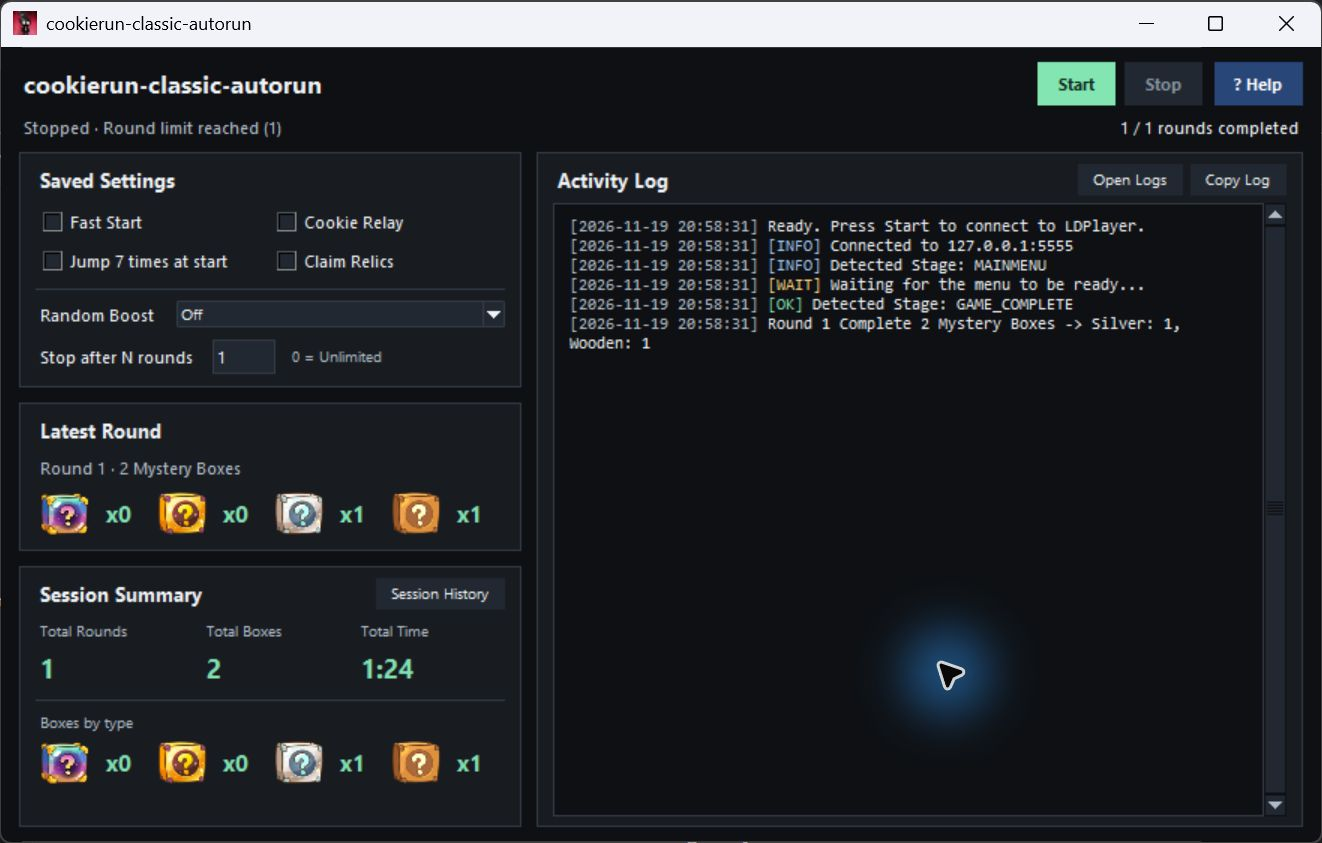 cookierun-classic-autorun
cookierun-classic-autorun
Start
Stop
? Help
Stopped · Round limit reached (1)
1 / 1 rounds completed
Saved Settings
Fast Start
Cookie Relay
Jump 7 times at start
Claim Relics
Random Boost
Off
Stop after N rounds
1
0 = Unlimited
Latest Round
Round 1 · 2 Mystery Boxes
? x0 ? x0 ? x1 ? x1
Session Summary
Session History
Total Rounds Total Boxes Total Time
1 2 1:24
Boxes by type
? x0 ? x0 ? x1 ? x1
Activity Log
Open Logs
Copy Log
[2026-11-19 20:58:31] Ready. Press Start to connect to LDPlayer.
[2026-11-19 20:58:31] [INFO] Connected to 127.0.0.1:5555
[2026-11-19 20:58:31] [INFO] Detected Stage: MAINMENU
[2026-11-19 20:58:31] [WAIT] Waiting for the menu to be ready...
[2026-11-19 20:58:31] [OK] Detected Stage: GAME_COMPLETE
[2026-11-19 20:58:31] Round 1 Complete 2 Mystery Boxes -> Silver: 1,
Wooden: 1